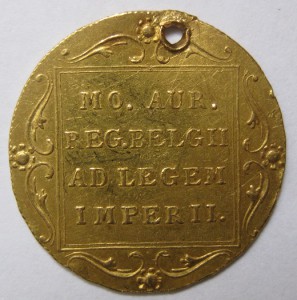 MO. AUR.
REG.BELGII
AD LEGEM
IMPERII.